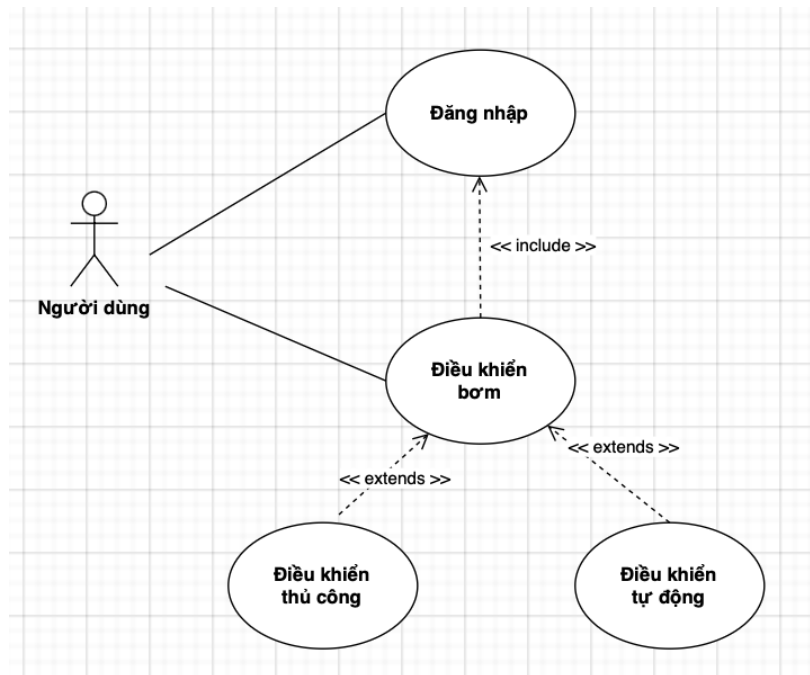 Đăng nhập
<< include >>
Người dùng
Điều khiển
bơm
<< extends >>
<< extends >>
Điều khiển
thủ công
Điều khiển
tự động